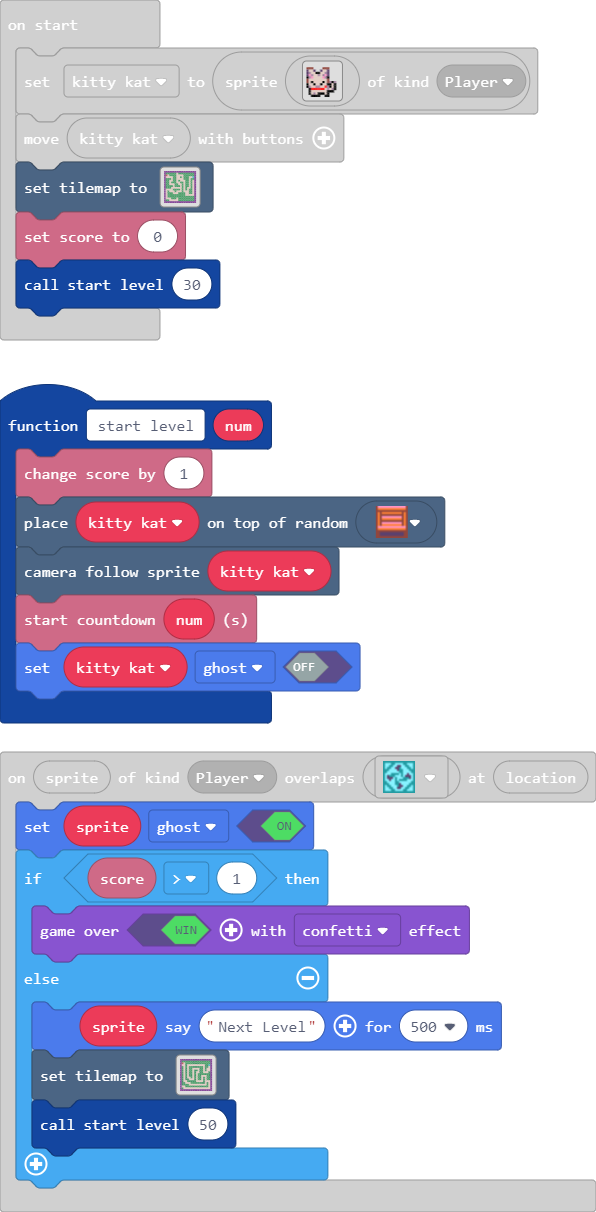 on start
set kitty kat to sprite of kind Player
move kitty kat with buttons
set tilemap to
set score to 0
call start level 30
function start level num
change score by 1
place kitty kat on top of random
camera follow sprite kitty kat
start countdown num (s)
set kitty kat ghost OFF
on sprite of kind Player overlaps at location
set sprite ghost ON
if score > 1 then
game over WIN with confetti effect
else
sprite say "Next Level" for 500 ms
set tilemap to
call start level 50